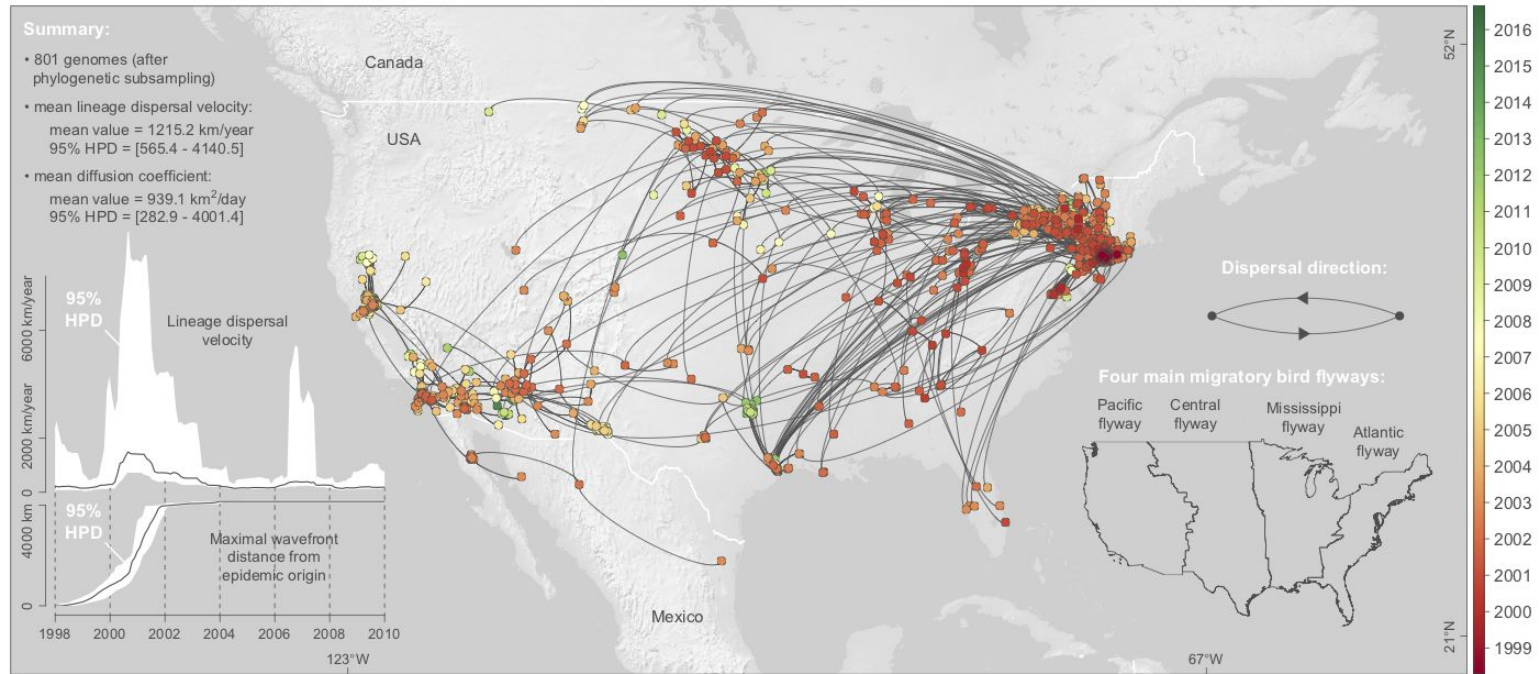 Summary:
• 801 genomes (after
phylogenetic subsampling)
• mean lineage dispersal velocity:
mean value = 1215.2 km/year
95% HPD = [565.4 - 4140.5]
• mean diffusion coefficient:
mean value = 939.1 km²/day
95% HPD = [282.9 - 4001.4]
95%
HPD
Lineage dispersal
velocity
6000 km/year
2000 km/year
0
95%
HPD
Maximal wavefront
distance from
epidemic origin
4000 km
0
1998
2000
2002
2004
2006
2008
2010
Canada
USA
Mexico
123°W
67°W
52°N
21°N
Dispersal direction:
Four main migratory bird flyways:
Pacific
flyway
Central
flyway
Mississippi
flyway
Atlantic
flyway
2016
2015
2014
2013
2012
2011
2010
2009
2008
2007
2006
2005
2004
2003
2002
2001
2000
1999